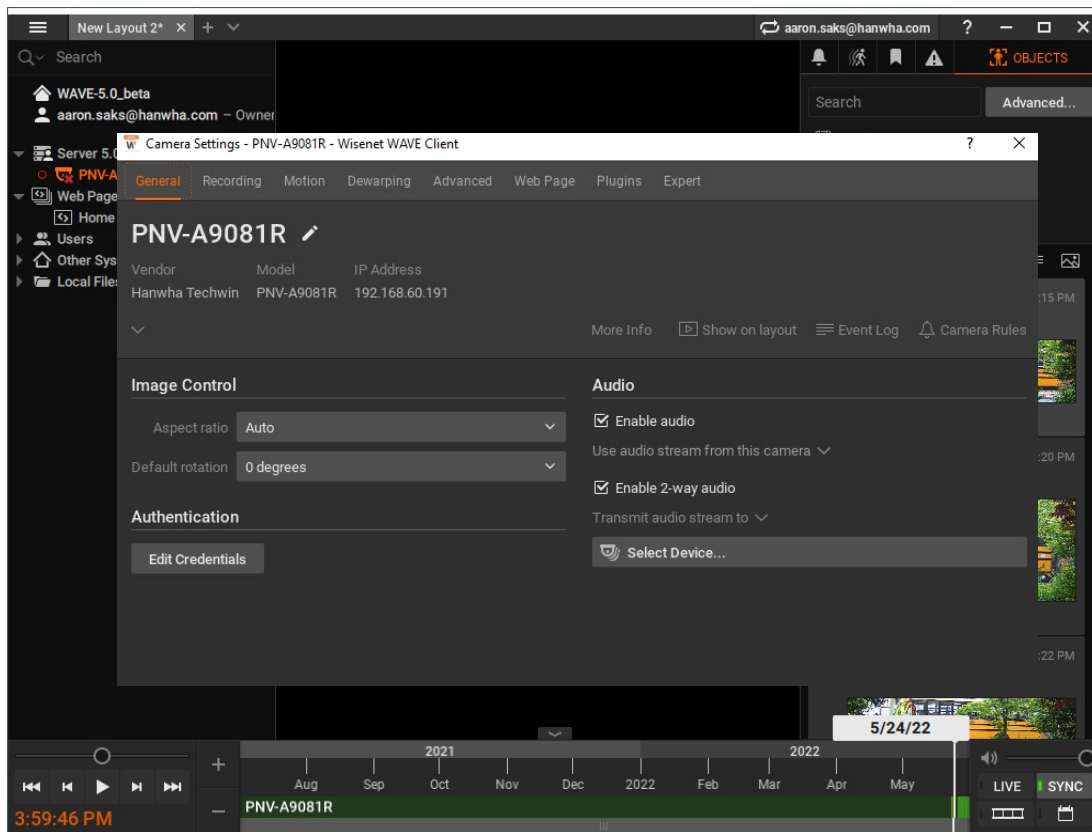 New Layout 2*
aaron.saks@hanwha.com
?
Search
OBJECTS
WAVE-5.0_beta
aaron.saks@hanwha.com – Owner
Search
Advanced...
Server 5.0
PNV-A
Web Page
Home
Users
Other Sys
Local Files
Camera Settings - PNV-A9081R - Wisenet WAVE Client
?
General Recording Motion Dewarping Advanced Web Page Plugins Expert
PNV-A9081R
Vendor Model IP Address
Hanwha Techwin PNV-A9081R 192.168.60.191
More Info Show on layout Event Log Camera Rules
Image Control
Aspect ratio Auto
Default rotation 0 degrees
Authentication
Edit Credentials
Audio
Enable audio
Use audio stream from this camera
Enable 2-way audio
Transmit audio stream to
Select Device...
:15 PM
:20 PM
:22 PM
5/24/22
2021 2022
Aug Sep Oct Nov Dec 2022 Feb Mar Apr May
PNV-A9081R
3:59:46 PM
LIVE SYNC